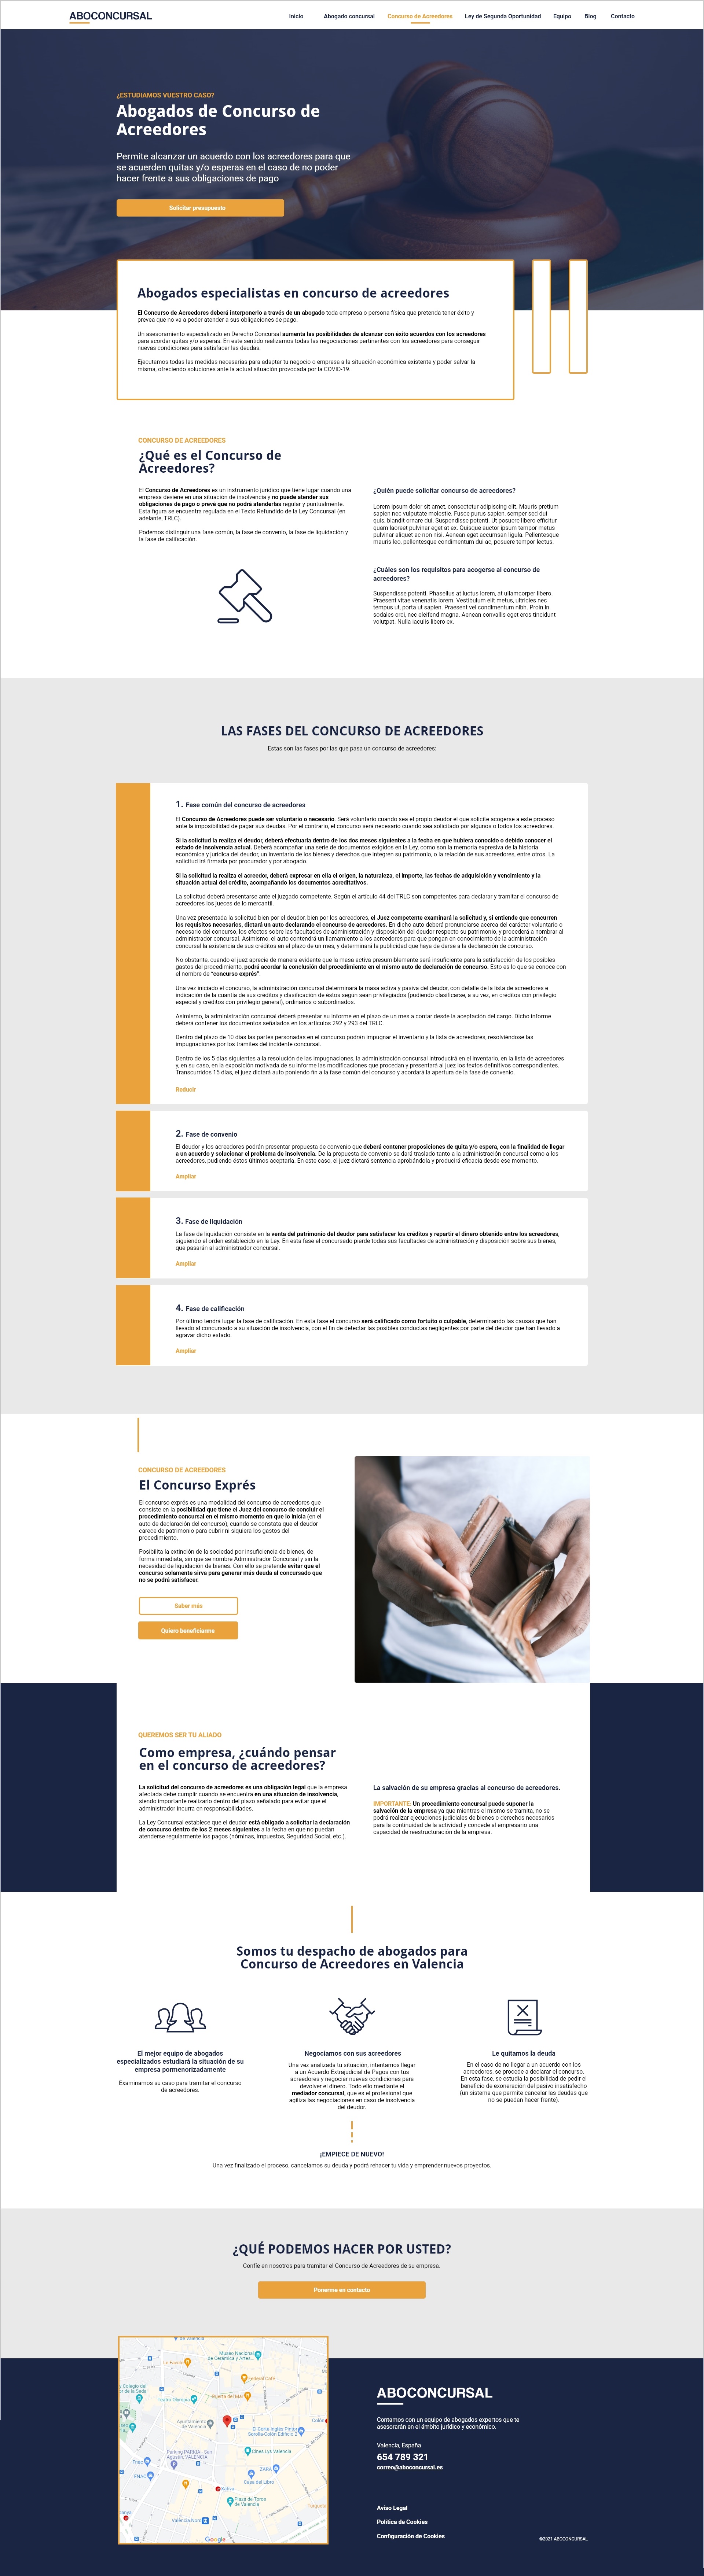 ABOCONCURSAL
Inicio
Abogado concursal
Concurso de Acreedores
Ley de Segunda Oportunidad
Equipo
Blog
Contacto
¿ESTUDIAMOS VUESTRO CASO?
Abogados de Concurso de
Acreedores
Permite alcanzar un acuerdo con los acreedores para que
se acuerden quitas y/o esperas en el caso de no poder
hacer frente a sus obligaciones de pago
Solicitar presupuesto
Abogados especialistas en concurso de acreedores
El Concurso de Acreedores deberá interponerlo a través de un abogado toda empresa o persona física que pretenda tener éxito y
prevea que no va a poder atender a sus obligaciones de pago.
Un asesoramiento especializado en Derecho Concursal aumenta las posibilidades de alcanzar con éxito acuerdos con los acreedores
para acordar quitas y/o esperas. En este sentido realizamos todas las negociaciones pertinentes con los acreedores para conseguir
nuevas condiciones para satisfacer las deudas.
Ejecutamos todas las medidas necesarias para adaptar tu negocio o empresa a la situación económica existente y poder salvar la
misma, ofreciendo soluciones ante la actual situación provocada por la COVID-19.
CONCURSO DE ACREEDORES
¿Qué es el Concurso de
Acreedores?
El Concurso de Acreedores es un instrumento jurídico que tiene lugar cuando una
empresa deviene en una situación de insolvencia y no puede atender sus
obligaciones de pago o prevé que no podrá atenderlas regular y puntualmente.
Esta figura se encuentra regulada en el Texto Refundido de la Ley Concursal (en
adelante, TRLC).
Podemos distinguir una fase común, la fase de convenio, la fase de liquidación y
la fase de calificación.
¿Quién puede solicitar concurso de acreedores?
Lorem ipsum dolor sit amet, consectetur adipiscing elit. Mauris pretium
sapien nec vulputate molestie. Fusce purus sapien, semper sed dui
quis, blandit ornare dui. Suspendisse potenti. Ut posuere libero efficitur
quam laoreet pulvinar eget at ex. Quisque auctor ipsum tempor metus
pulvinar aliquet ac non nisi. Aenean eget accumsan ligula. Pellentesque
mauris leo, pellentesque condimentum dui ac, posuere tempor lectus.
¿Cuáles son los requisitos para acogerse al concurso de
acreedores?
Suspendisse potenti. Phasellus at luctus lorem, at ullamcorper libero.
Praesent vitae venenatis lorem. Vestibulum elit metus, ultricies nec
tempus ut, porta ut sapien. Praesent vel condimentum nibh. Proin in
sodales orci, nec eleifend magna. Aenean convallis eget eros tincidunt
volutpat. Nulla iaculis libero ex.
LAS FASES DEL CONCURSO DE ACREEDORES
Estas son las fases por las que pasa un concurso de acreedores:
1. Fase común del concurso de acreedores
El Concurso de Acreedores puede ser voluntario o necesario. Será voluntario cuando sea el propio deudor el que solicite acogerse a este proceso
ante la imposibilidad de pagar sus deudas. Por el contrario, el concurso será necesario cuando sea solicitado por algunos o todos los acreedores.
Si la solicitud la realiza el deudor, deberá efectuarla dentro de los dos meses siguientes a la fecha en que hubiera conocido o debido conocer el
estado de insolvencia actual. Deberá acompañar una serie de documentos exigidos en la Ley, como son la memoria de la historia
económica y jurídica del deudor; un inventario de los bienes y derechos que integren su patrimonio, o la relación de sus acreedores, entre otros. La
solicitud irá firmada por procurador y por abogado.
Si la solicitud la realiza el acreedor, deberá expresar en ella el origen, la naturaleza, el importe, las fechas de adquisición y vencimiento y la
situación actual del crédito, acompañando los documentos acreditativos.
La solicitud deberá presentarse ante el juzgado competente. Según el artículo 44 del TRLC son competentes para declarar y tramitar el concurso de
acreedores los jueces de lo mercantil.
Una vez presentada la solicitud bien por el deudor, bien por los acreedores, el Juez competente examinará la solicitud y, si entiende que concurren
los requisitos necesarios, dictará un auto declarando el concurso de acreedores. En dicho auto deberá pronunciarse acerca del carácter voluntario o
necesario del concurso, los efectos sobre las facultades de administración y disposición del deudor respecto su patrimonio, y procederá a nombrar al
administrador concursal. Asimismo, el auto contendrá un llamamiento a los acreedores para que pongan en conocimiento de la administración
concursal la existencia de sus créditos en el plazo de un mes, y determinará la publicidad que haya de darse a la declaración de concurso.
No obstante, cuando el juez aprecie de manera evidente que la masa activa presumiblemente será insuficiente para la satisfacción de los posibles
gastos del procedimiento, podrá acordar la conclusión del procedimiento en el mismo auto de declaración de concurso. Esto es lo que se conoce con
el nombre de "concurso exprés".
Una vez iniciado el concurso, la administración concursal determinará la masa activa y pasiva del deudor, con detalle de la lista de acreedores e
indicación de la cuantía de sus créditos y clasificación de éstos según sean privilegiados (pudiendo clasificarse, a su vez, en créditos con privilegio
especial y créditos con privilegio general), ordinarios o subordinados.
Asimismo, la administración concursal deberá presentar su informe en el plazo de un mes a contar desde la aceptación del cargo. Dicho informe
deberá contener los documentos señalados en los artículos 292 y 293 del TRLC.
Dentro del plazo de 10 días las partes personadas en el concurso podrán impugnar el inventario y la lista de acreedores, resolviéndose las
impugnaciones por los trámites del incidente concursal.
Dentro de los 5 días siguientes a la resolución de las impugnaciones, la administración concursal introducirá en el inventario, en la lista de acreedores
y, en su caso, en la exposición motivada de su informe las modificaciones que procedan y presentará al juez los textos definitivos correspondientes.
Transcurridos 15 días, el juez dictará auto poniendo fin a la fase común del concurso y acordará la apertura de la fase de convenio.
Reducir
2. Fase de convenio
El deudor y los acreedores podrán presentar propuesta de convenio que deberá contener proposiciones de quita y/o espera, con la finalidad de llegar
a un acuerdo y solucionar el problema de insolvencia. De la propuesta de convenio se dará traslado tanto a la administración concursal como a los
acreedores, pudiendo éstos últimos aceptarla. En este caso, el juez dictará sentencia aprobándola y producirá eficacia desde ese momento.
Ampliar
3. Fase de liquidación
La fase de liquidación consiste en la venta del patrimonio del deudor para satisfacer los créditos y repartir el dinero obtenido entre los acreedores,
siguiendo el orden establecido en la Ley. En esta fase el concursado pierde todas sus facultades de administración y disposición sobre sus bienes,
que pasarán al administrador concursal.
Ampliar
4. Fase de calificación
Por último tendrá lugar la fase de calificación. En esta fase el concurso será calificado como fortuito o culpable, determinando las causas que han
llevado al concursado a su situación de insolvencia, con el fin de detectar las posibles conductas negligentes por parte del deudor que han llevado a
agravar dicho estado.
Ampliar
CONCURSO DE ACREEDORES
El Concurso Exprés
El concurso exprés es una modalidad del concurso de acreedores que
consiste en la posibilidad que tiene el Juez del concurso de concluir el
procedimiento concursal en el mismo momento en que lo inicia (en el
auto de declaración del concurso), cuando se constata que el deudor
carece de patrimonio para cubrir ni siquiera los gastos del
procedimiento.
Posibilita la extinción de la sociedad por insuficiencia de bienes, de
forma inmediata, sin que se nombre Administrador Concursal y sin la
necesidad de liquidación de bienes. Con ello se pretende evitar que el
concurso solamente sirva para generar más deuda al concursado que
no se podrá satisfacer.
Saber más
Quiero beneficiarme
QUEREMOS SER TU ALIADO
Como empresa, ¿cuándo pensar
en el concurso de acreedores?
La solicitud del concurso de acreedores es una obligación legal que la empresa
afectada debe cumplir cuando se encuentra en una situación de insolvencia,
siendo importante realizarlo dentro del plazo señalado para evitar que el
administrador incurra en responsabilidades.
La Ley Concursal establece que el deudor está obligado a solicitar la declaración
de concurso dentro de los 2 meses siguientes a la fecha en que no puedan
atenderse regularmente los pagos (nóminas, impuestos, Seguridad Social, etc.).
La salvación de su empresa gracias al concurso de acreedores.
IMPORTANTE: Un procedimiento concursal puede suponer la
salvación de la empresa ya que mientras el mismo se tramita, no se
podrá realizar ejecuciones judiciales de bienes o derechos necesarios
para la continuidad de la actividad y concede al empresario una
capacidad de reestructuración de la empresa.
Somos tu despacho de abogados para
Concurso de Acreedores en Valencia
El mejor equipo de abogados
especializados estudiará la situación de su
empresa pormenorizadamente
Examinamos su caso para tramitar el concurso
de acreedores.
Negociamos con sus acreedores
Una vez analizada tu situación, intentamos llegar
a un Acuerdo Extrajudicial de Pagos con tus
acreedores y negociar nuevas condiciones para
devolver el dinero. Todo ello mediante el
mediador concursal, que es el profesional que
agiliza las negociaciones en caso de insolvencia
del deudor.
Le quitamos la deuda
En el caso de no llegar a un acuerdo con los
acreedores, se procede a declarar el concurso.
En esta fase, se estudia la posibilidad de pedir el
beneficio de exoneración del pasivo insatisfecho
(un sistema que permite cancelar las deudas que
no se puedan hacer frente).
¡EMPIECE DE NUEVO!
Una vez finalizado el proceso, cancelamos su deuda y podrá rehacer tu vida y emprender nuevos proyectos.
¿QUÉ PODEMOS HACER POR USTED?
Confíe en nosotros para tramitar el Concurso de Acreedores de su empresa.
Ponerme en contacto
de Valencia
Museo Nacional
de Cerámica y Artes...
La Fascio
Federal Café
Colegio del
de la Seda
Teatro Olympia
Ayuntamiento
de Valencia
El Corte Inglés Pintor
Sorolla-Colón Edificio 2
Colón
Parking PARKIA - San
Agustín, VALENCIA
Cines Lys Valencia
Fnac
FNAC
ZARA
Casa del Libro
Xàtiva
Plaza de Toros
de Valencia
València Nord
Google
ABOCONCURSAL
Contamos con un equipo de abogados expertos que te
asesorarán en el ámbito jurídico y económico.
Valencia, España
654 789 321
correo@aboconcursal.es
Aviso Legal
Política de Cookies
Configuración de Cookies
©2021 ABOCONCURSAL